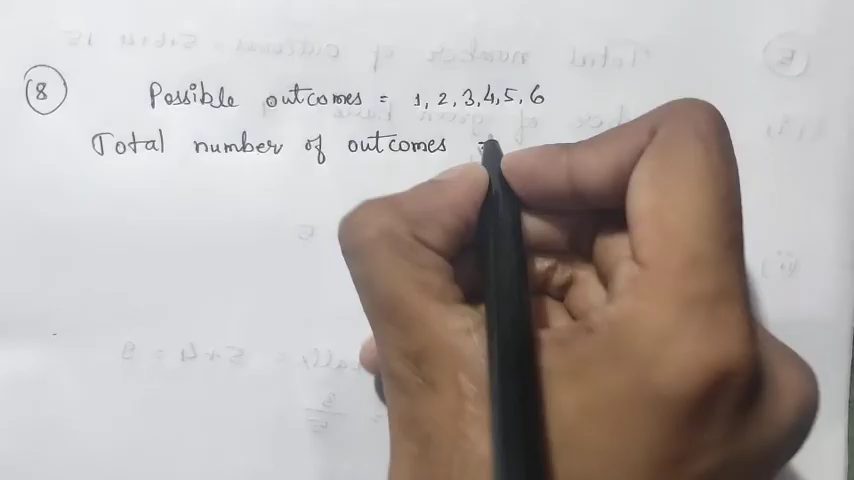 8 Possible outcomes = 1, 2, 3, 4, 5, 6
Total number of outcomes =